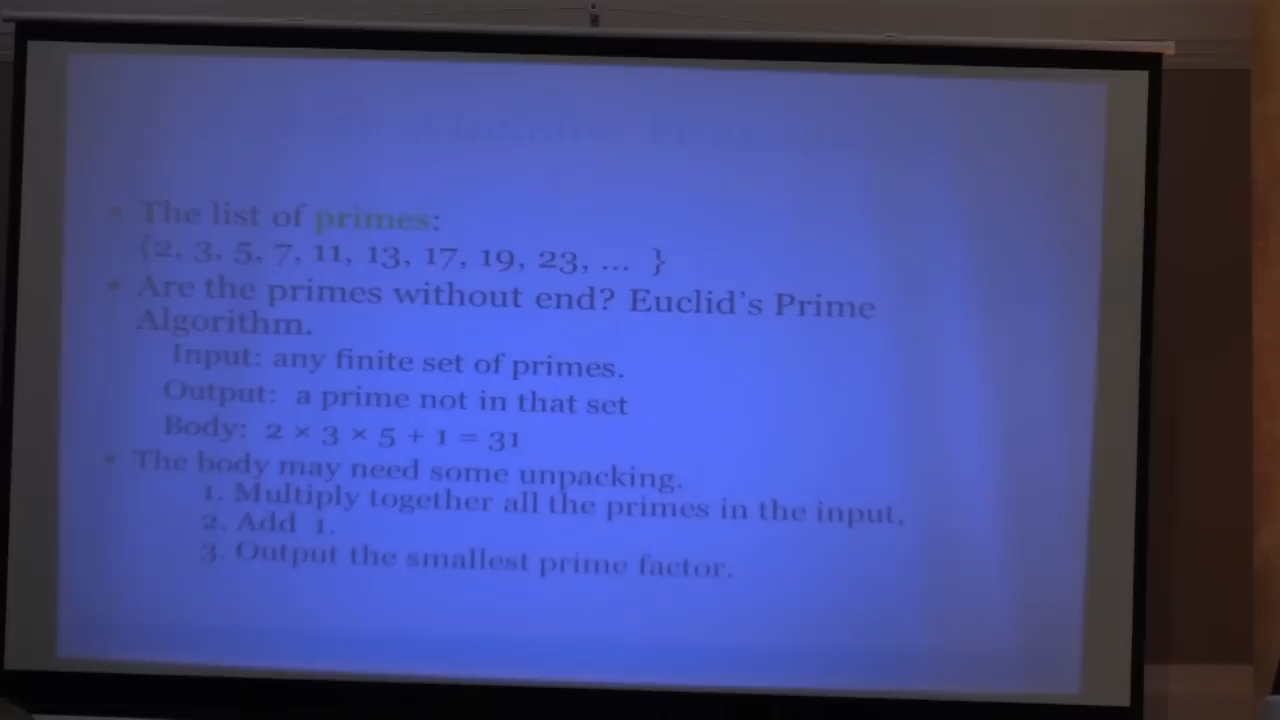 • The list of primes:
{2, 3, 5, 7, 11, 13, 17, 19, 23, ... }
• Are the primes without end? Euclid's Prime
Algorithm.
Input: any finite set of primes.
Output: a prime not in that set
Body: 2 × 3 × 5 + 1 = 31
• The body may need some unpacking.
1. Multiply together all the primes in the input.
2. Add 1.
3. Output the smallest prime factor.